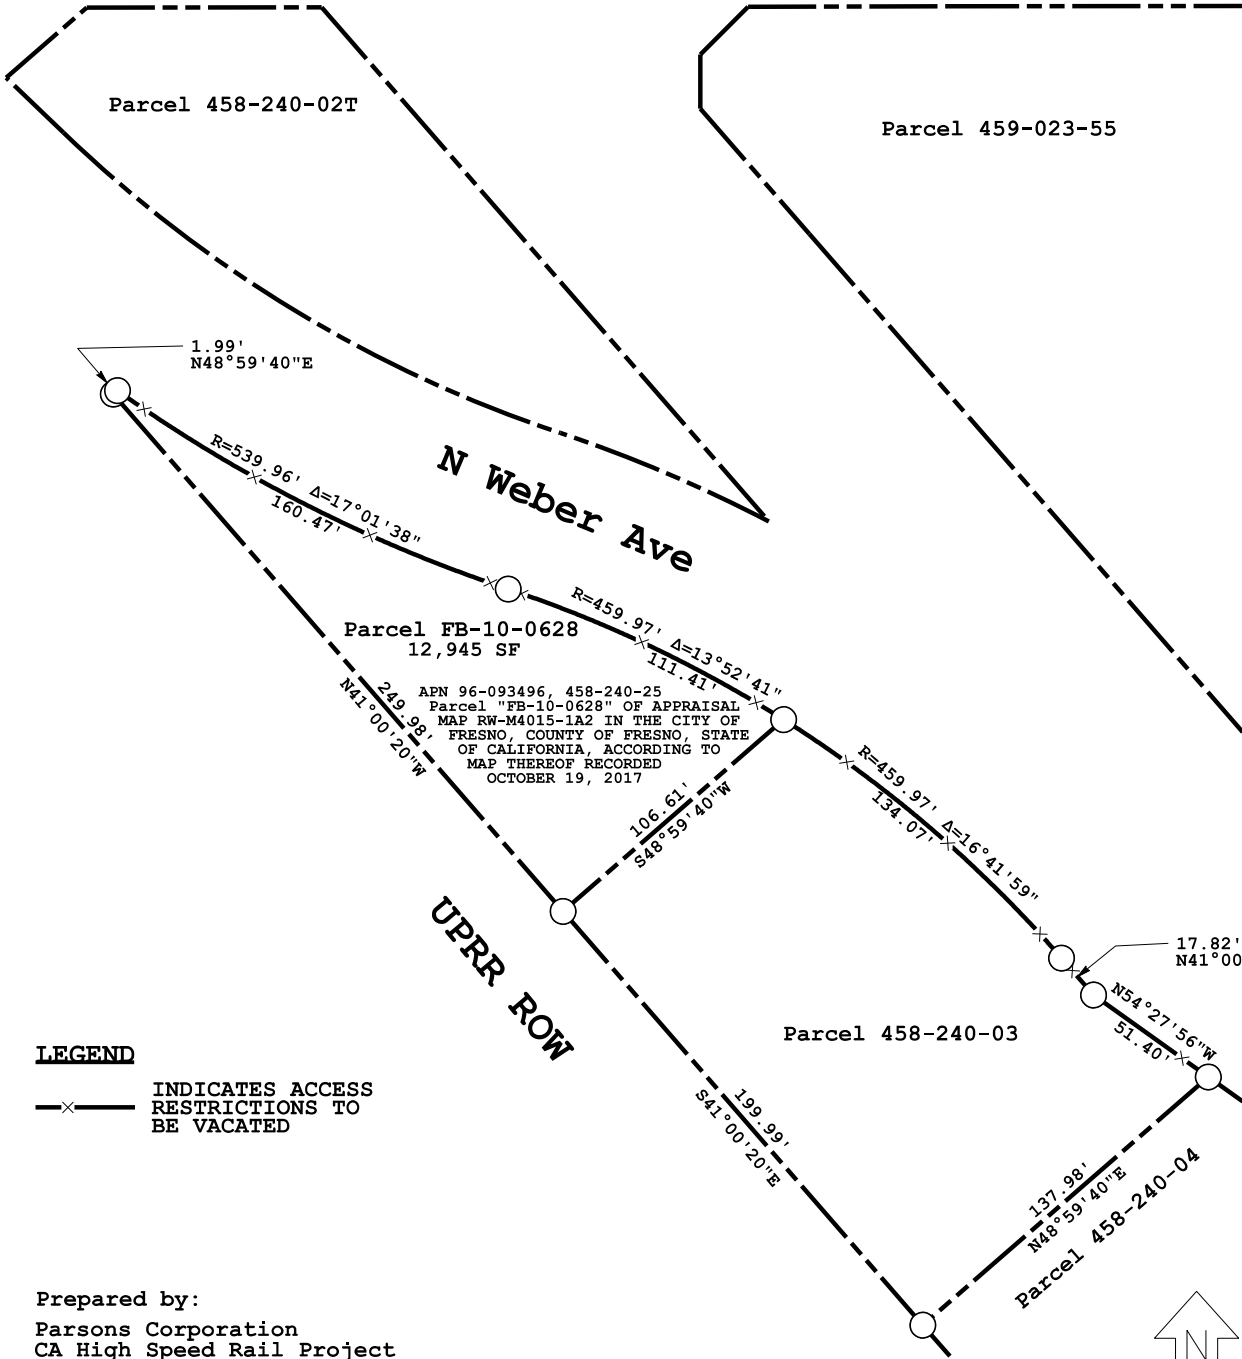 Parcel 458-240-02T
Parcel 459-023-55
1.99'
N48°59'40"E
N Weber Ave
R=539.96' Δ=17°01'38"
160.47'
R=459.97' Δ=13°52'41"
111.41'
Parcel FB-10-0628
12,945 SF
APN 96-093496, 458-240-25
Parcel "FB-10-0628" OF APPRAISAL
MAP RW-M4015-1A2 IN THE CITY OF
FRESNO, COUNTY OF FRESNO, STATE
OF CALIFORNIA, ACCORDING TO
MAP THEREOF RECORDED
OCTOBER 19, 2017
249.98'
N41°00'20"W
106.61'
S48°59'40"W
R=459.97' Δ=16°41'59"
134.07'
UPRR ROW
17.82'
N41°00
N54°27'56"W
51.40'
Parcel 458-240-03
199.99'
S41°00'20"E
137.98'
N48°59'40"E
Parcel 458-240-04
LEGEND
INDICATES ACCESS
RESTRICTIONS TO
BE VACATED
Prepared by:
Parsons Corporation
CA High Speed Rail Project
N